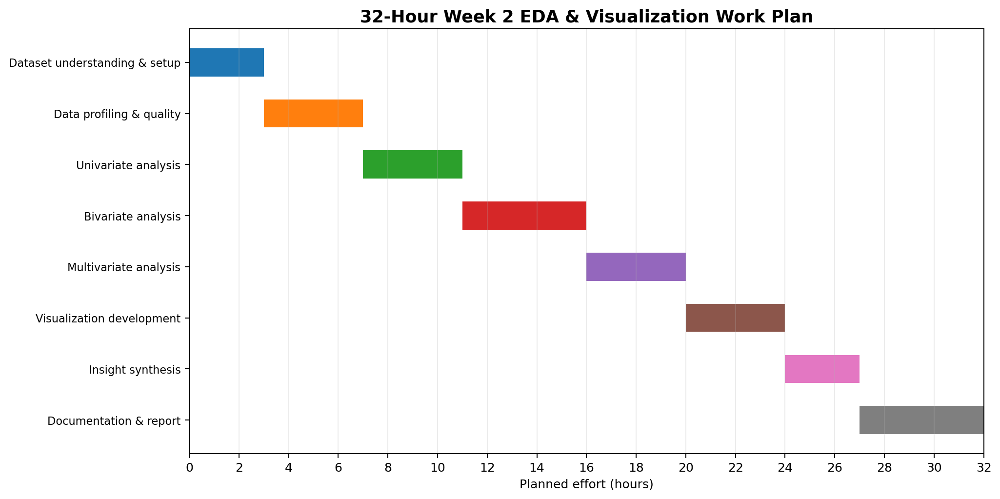 32-Hour Week 2 EDA & Visualization Work Plan
Dataset understanding & setup
Data profiling & quality
Univariate analysis
Bivariate analysis
Multivariate analysis
Visualization development
Insight synthesis
Documentation & report
0 2 4 6 8 10 12 14 16 18 20 22 24 26 28 30 32
Planned effort (hours)